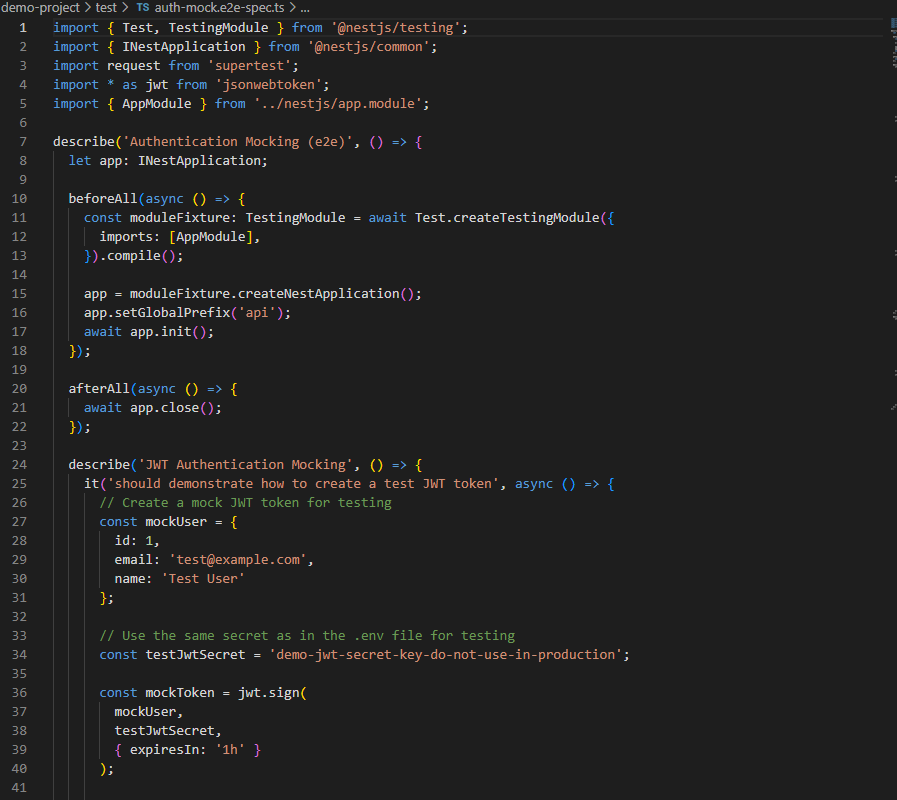 demo-project > test > TS auth-mock.e2e-spec.ts > ...
1 import { Test, TestingModule } from '@nestjs/testing';
2 import { INestApplication } from '@nestjs/common';
3 import request from 'supertest';
4 import * as jwt from 'jsonwebtoken';
5 import { AppModule } from '../nestjs/app.module';
6
7 describe('Authentication Mocking (e2e)', () => {
8   let app: INestApplication;
9
10   beforeAll(async () => {
11     const moduleFixture: TestingModule = await Test.createTestingModule({
12       imports: [AppModule],
13     }).compile();
14
15     app = moduleFixture.createNestApplication();
16     app.setGlobalPrefix('api');
17     await app.init();
18   });
19
20   afterAll(async () => {
21     await app.close();
22   });
23
24   describe('JWT Authentication Mocking', () => {
25     it('should demonstrate how to create a test JWT token', async () => {
26       // Create a mock JWT token for testing
27       const mockUser = {
28         id: 1,
29         email: 'test@example.com',
30         name: 'Test User'
31       };
32
33       // Use the same secret as in the .env file for testing
34       const testJwtSecret = 'demo-jwt-secret-key-do-not-use-in-production';
35
36       const mockToken = jwt.sign(
37         mockUser,
38         testJwtSecret,
39         { expiresIn: '1h' }
40       );
41